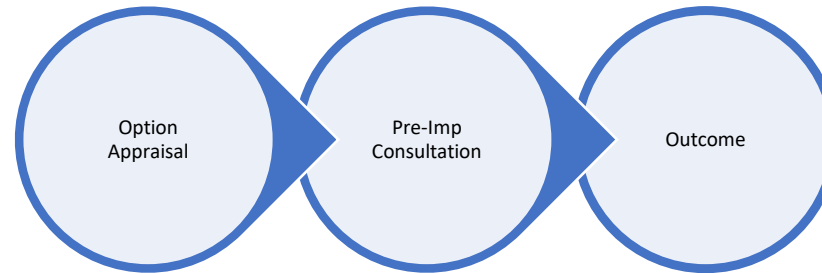 Option
Appraisal
Pre-Imp
Consultation
Outcome